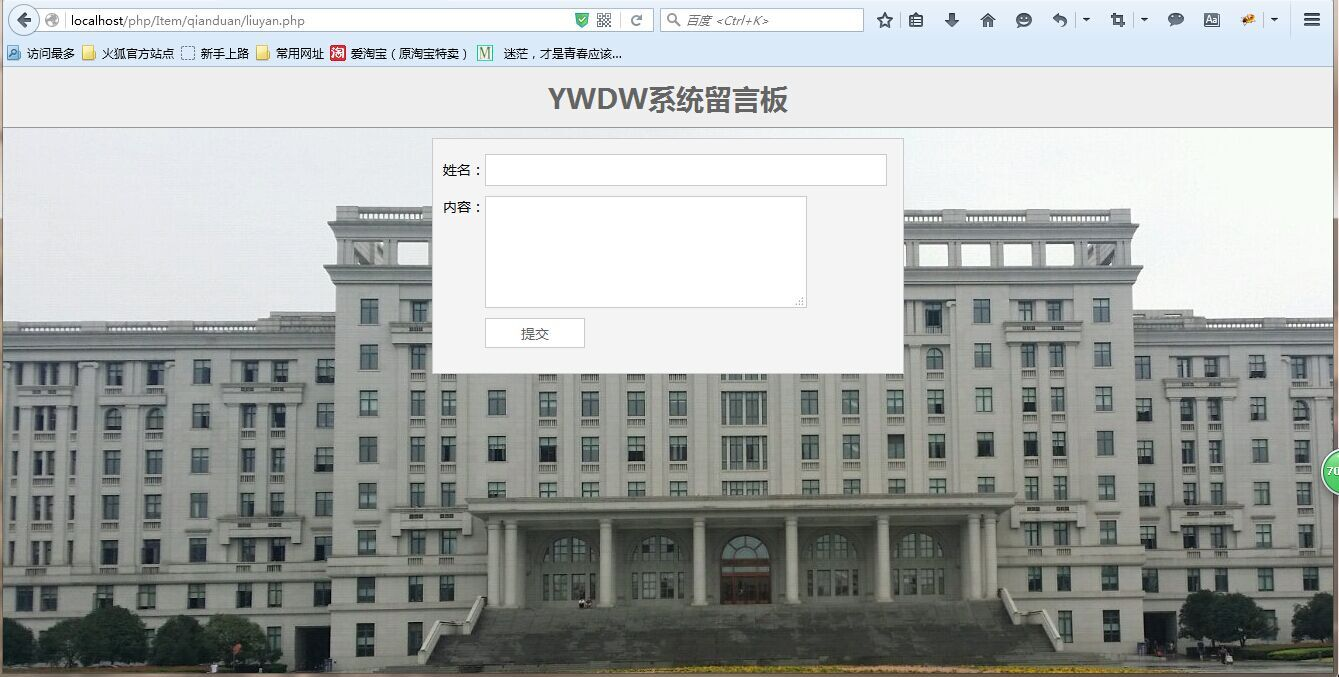 localhost/php/Item/qianduan/liuyan.php
百度 <Ctrl+K>
Aa
访问最多 火狐官方站点 新手上路 常用网址 淘 爱淘宝（原淘宝特卖） M 迷茫，才是青春应该...
YWDW系统留言板
姓名：
内容：
提交
70